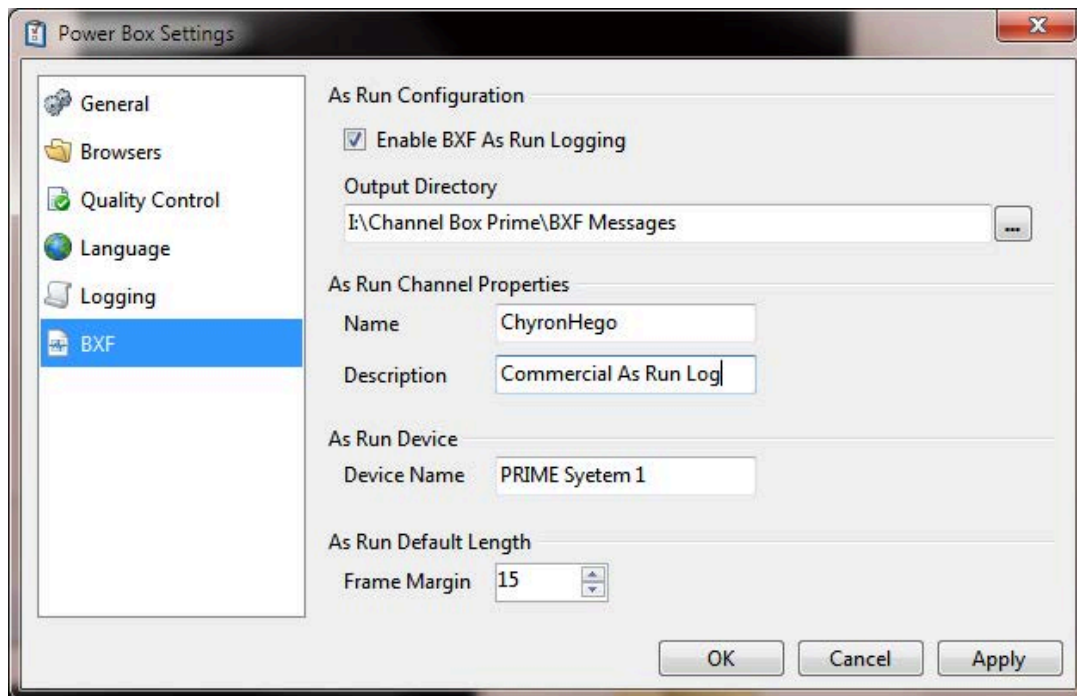 Power Box Settings
General
Browsers
Quality Control
Language
Logging
BXF
As Run Configuration
Enable BXF As Run Logging
Output Directory
I:\Channel Box Prime\BXF Messages
...
As Run Channel Properties
Name ChyronHego
Description Commercial As Run Log
As Run Device
Device Name PRIME Syetem 1
As Run Default Length
Frame Margin 15
OK Cancel Apply